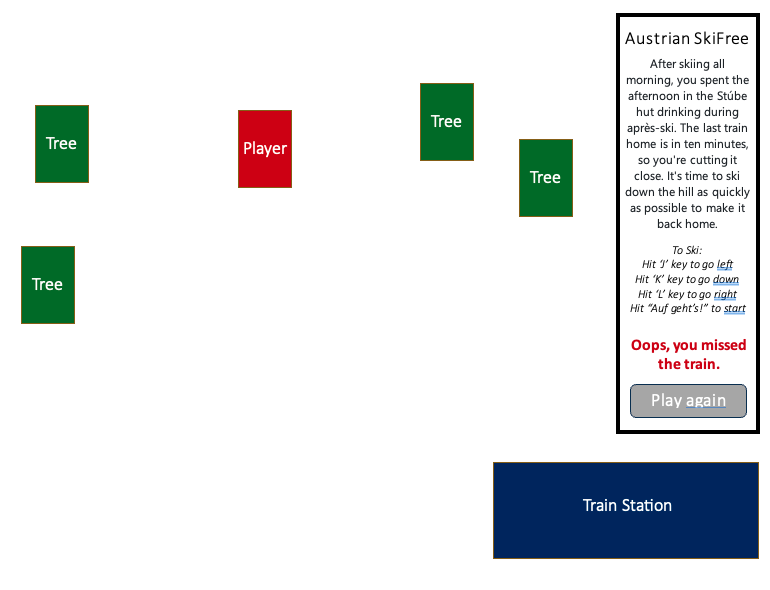 Austrian SkiFree
After skiing all
morning, you spent the
afternoon in the Stúbe
hut drinking during
après-ski. The last train
home is in ten minutes,
so you're cutting it
close. It's time to ski
down the hill as quickly
as possible to make it
back home.
To Ski:
Hit ‘J’ key to go left
Hit ‘K’ key to go down
Hit ‘L’ key to go right
Hit “Auf geht’s!” to start
Oops, you missed
the train.
Play again
Tree
Player
Tree
Tree
Tree
Train Station